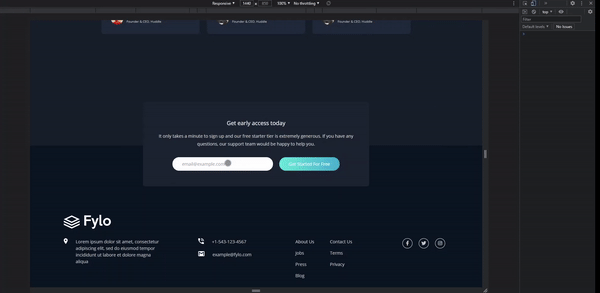 Responsive
1440
100%
No throttling
top
Filter
Default levels
No Issues
Founder & CEO, Huddle
Founder & CEO, Huddle
Founder & CEO, Huddle
Get early access today
It only takes a minute to sign up and our free starter tier is extremely generous. If you have any
questions, our support team would be happy to help you.
email@example.com
Get Started For Free
Fylo
Lorem ipsum dolor sit amet, consectetur
adipiscing elit, sed do eiusmod tempor
incididunt ut labore et dolore magna
aliqua
+1-543-123-4567
example@fylo.com
About Us
Jobs
Press
Blog
Contact Us
Terms
Privacy